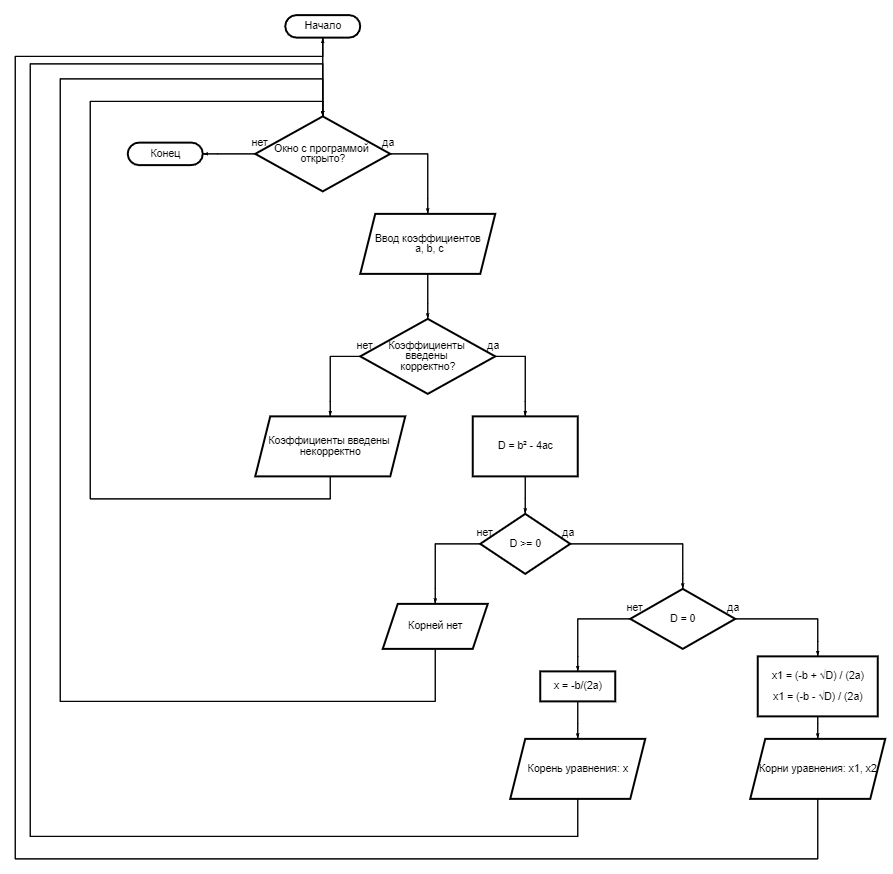 Начало
нет
да
Окно с программой
открыто?
Конец
Ввод коэффициентов
a, b, c
нет
да
Коэффициенты
введены
корректно?
Коэффициенты введены
некорректно
D = b² - 4ac
нет
да
D >= 0
Корней нет
нет
да
D = 0
x = -b/(2a)
x1 = (-b + √D) / (2a)
x1 = (-b - √D) / (2a)
Корень уравнения: x
Корни уравнения: x1, x2